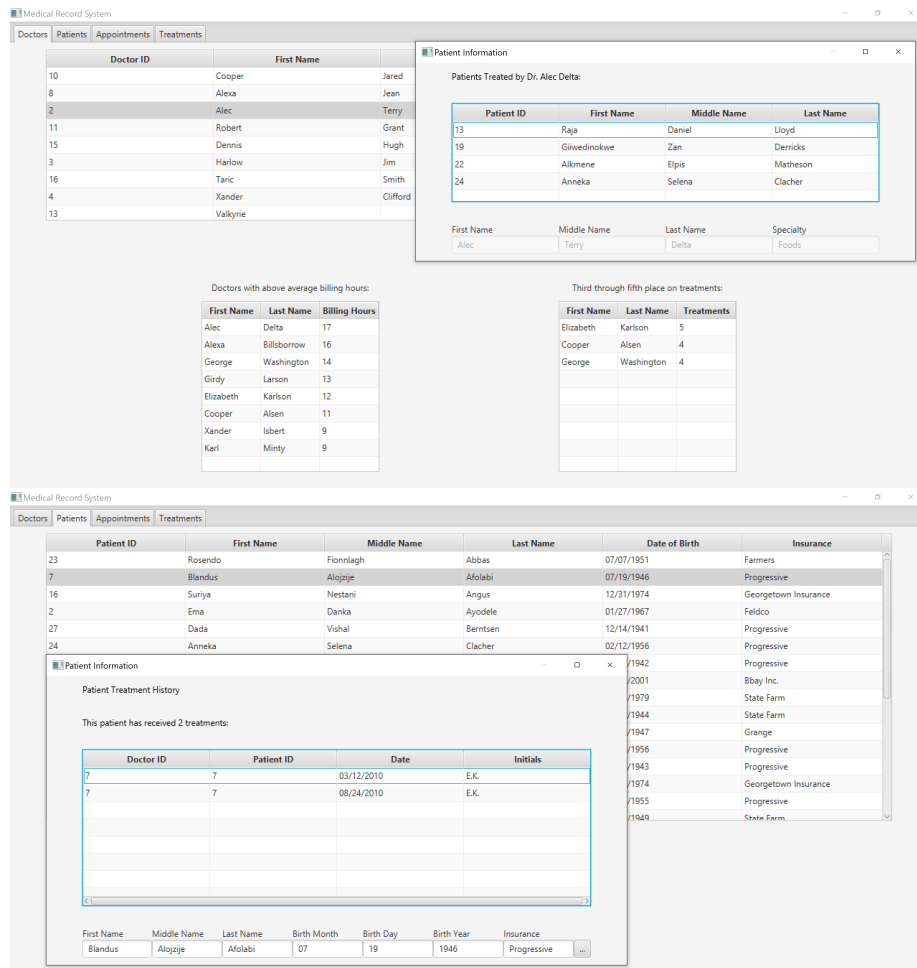 Medical Record System
Doctors Patients Appointments Treatments
Doctor ID First Name
10 Cooper Jared
8 Alexa Jean
2 Alec Terry
11 Robert Grant
15 Dennis Hugh
3 Harlow Jim
16 Taric Smith
4 Xander Clifford
13 Valkyrie
Patient Information
Patients Treated by Dr. Alec Delta:
Patient ID First Name Middle Name Last Name
13 Raja Daniel Lloyd
19 Giiwedinokwe Zan Derricks
22 Alkmene Elpis Matheson
24 Anneka Selena Clacher
First Name Middle Name Last Name Specialty
Alec Terry Delta Foods
Doctors with above average billing hours:
First Name Last Name Billing Hours
Alec Delta 17
Alexa Billsborrow 16
George Washington 14
Girdy Larson 13
Elizabeth Karlson 12
Cooper Alsen 11
Xander Isbert 9
Karl Minty 9
Third through fifth place on treatments:
First Name Last Name Treatments
Elizabeth Karlson 5
Cooper Alsen 4
George Washington 4
Medical Record System
Doctors Patients Appointments Treatments
Patient ID First Name Middle Name Last Name Date of Birth Insurance
23 Rosendo Fionnlagh Abbas 07/07/1951 Farmers
7 Blandus Alojzije Afolabi 07/19/1946 Progressive
16 Suriya Nestani Angus 12/31/1974 Georgetown Insurance
2 Ema Danka Ayodele 01/27/1967 Feldco
27 Dada Vishal Berntsen 12/14/1941 Progressive
24 Anneka Selena Clacher 02/12/1956 Progressive
/1942 Progressive
/2001 Bbay Inc.
/1979 State Farm
/1944 State Farm
/1947 Grange
/1956 Progressive
/1943 Progressive
/1974 Georgetown Insurance
/1955 Progressive
/1949 State Farm
Patient Information
Patient Treatment History
This patient has received 2 treatments:
Doctor ID Patient ID Date Initials
7 7 03/12/2010 E.K.
7 7 08/24/2010 E.K.
First Name Middle Name Last Name Birth Month Birth Day Birth Year Insurance
Blandus Alojzije Afolabi 07 19 1946 Progressive ...